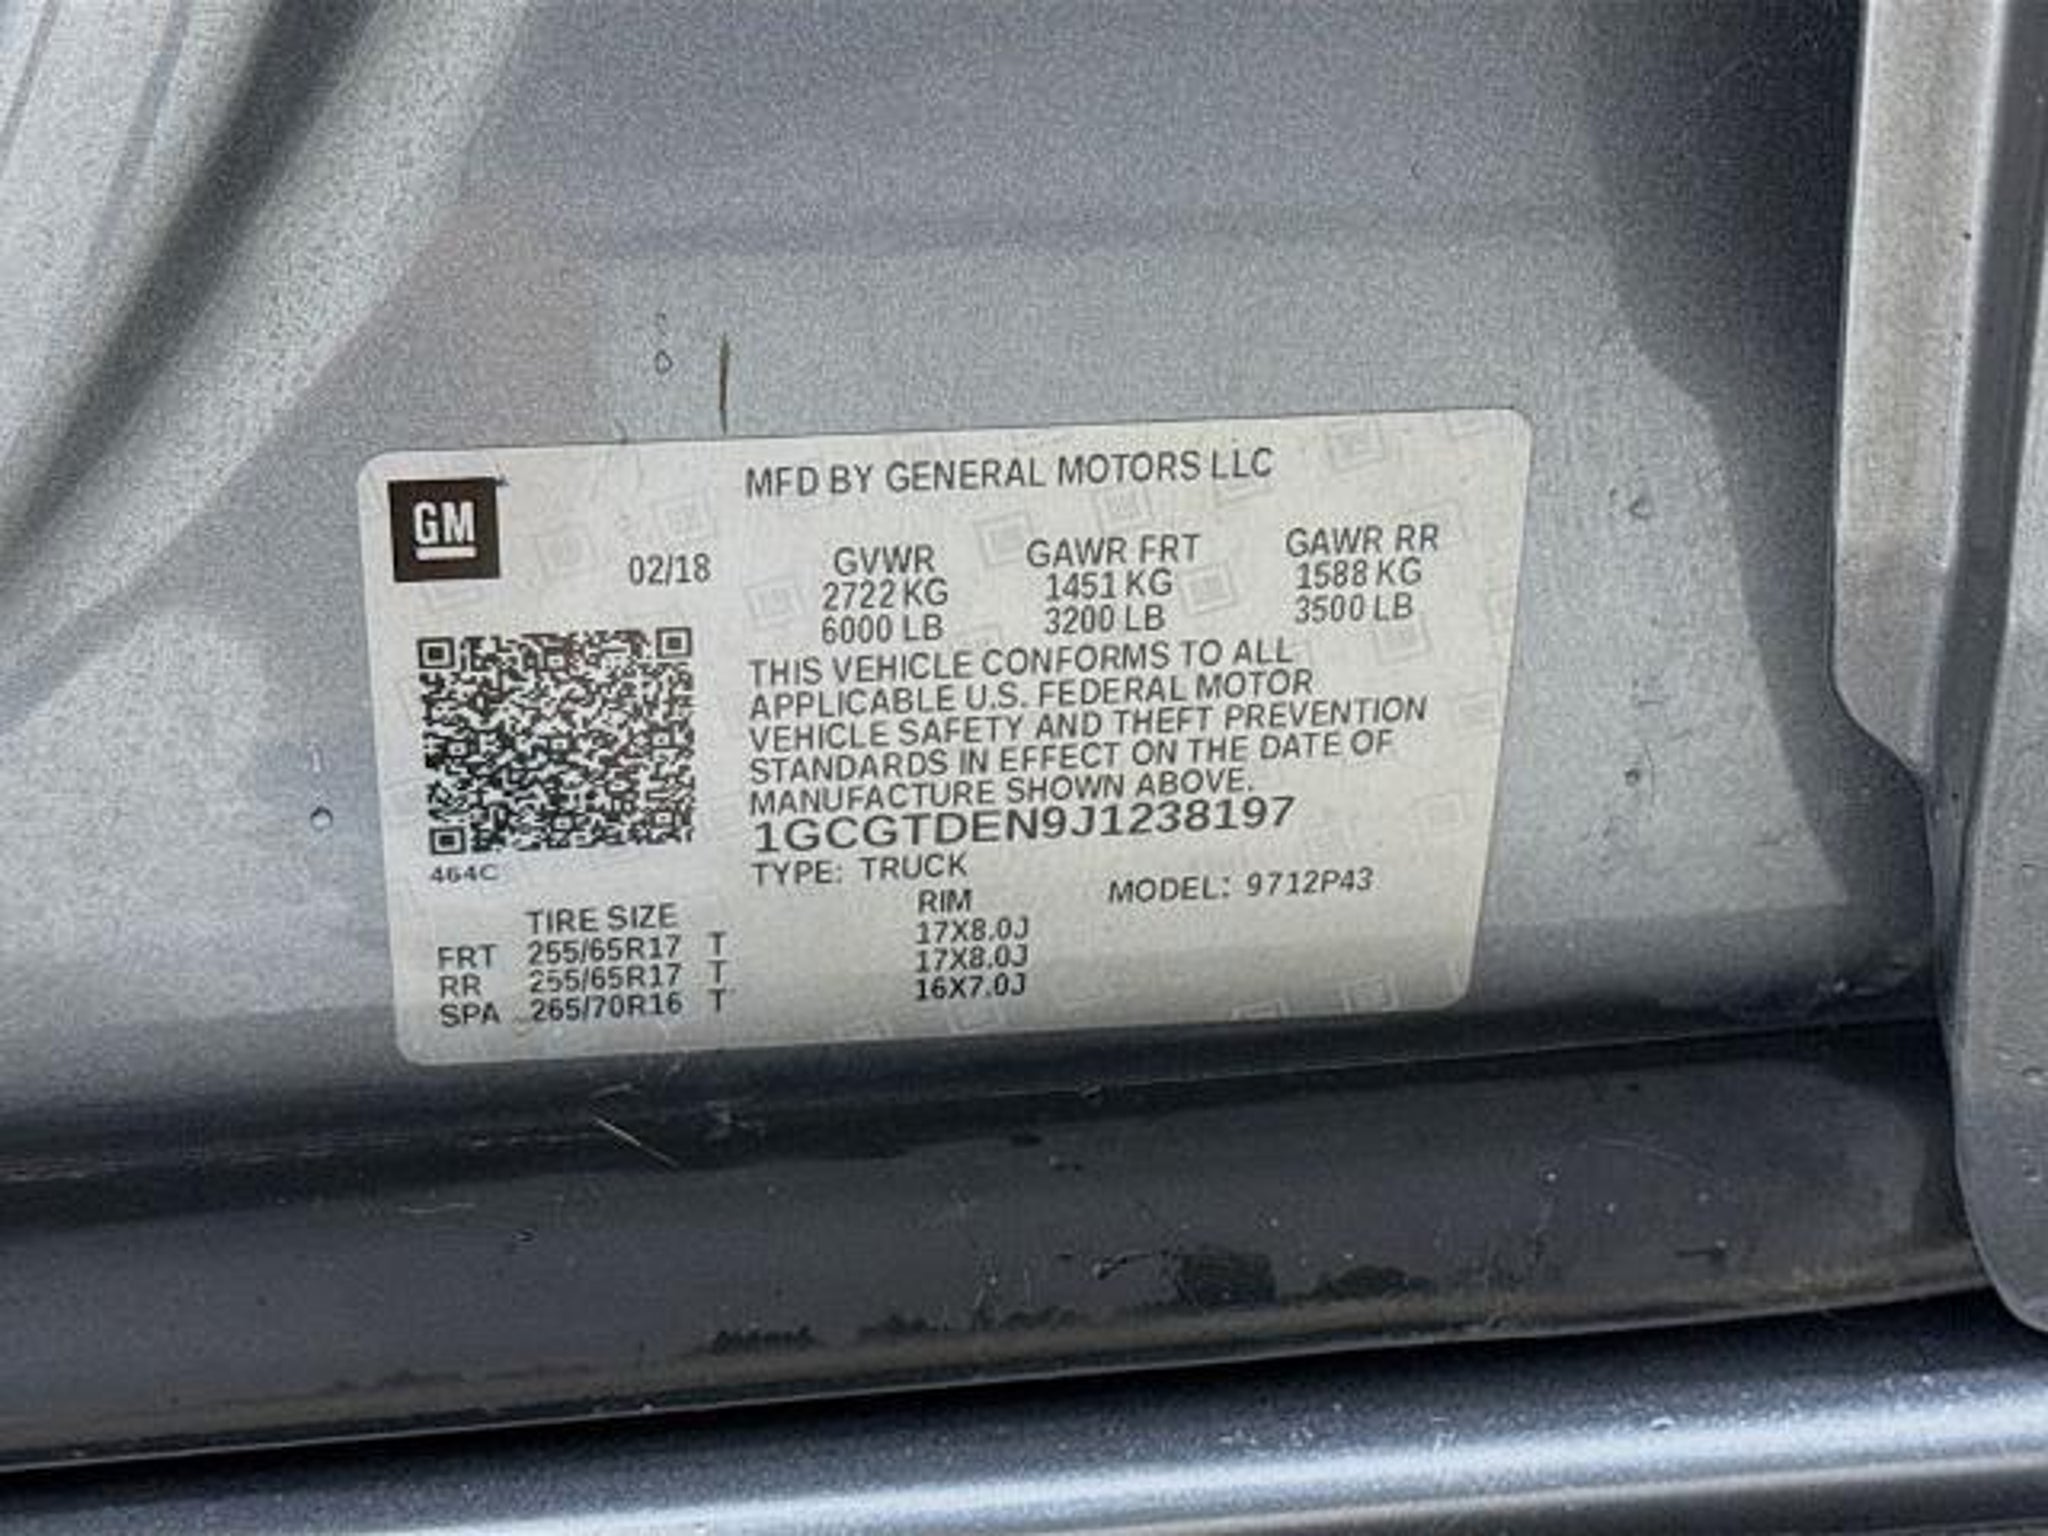 GM
MFD BY GENERAL MOTORS LLC
02/18
GVWR GAWR FRT GAWR RR
2722 KG 1451 KG 1588 KG
6000 LB 3200 LB 3500 LB
THIS VEHICLE CONFORMS TO ALL
APPLICABLE U.S. FEDERAL MOTOR
VEHICLE SAFETY AND THEFT PREVENTION
STANDARDS IN EFFECT ON THE DATE OF
MANUFACTURE SHOWN ABOVE.
1GCGTDEN9J1238197
464C
TYPE: TRUCK MODEL: 9712P43
TIRE SIZE RIM
FRT 255/65R17 T 17X8.0J
RR 255/65R17 T 17X8.0J
SPA 265/70R16 T 16X7.0J